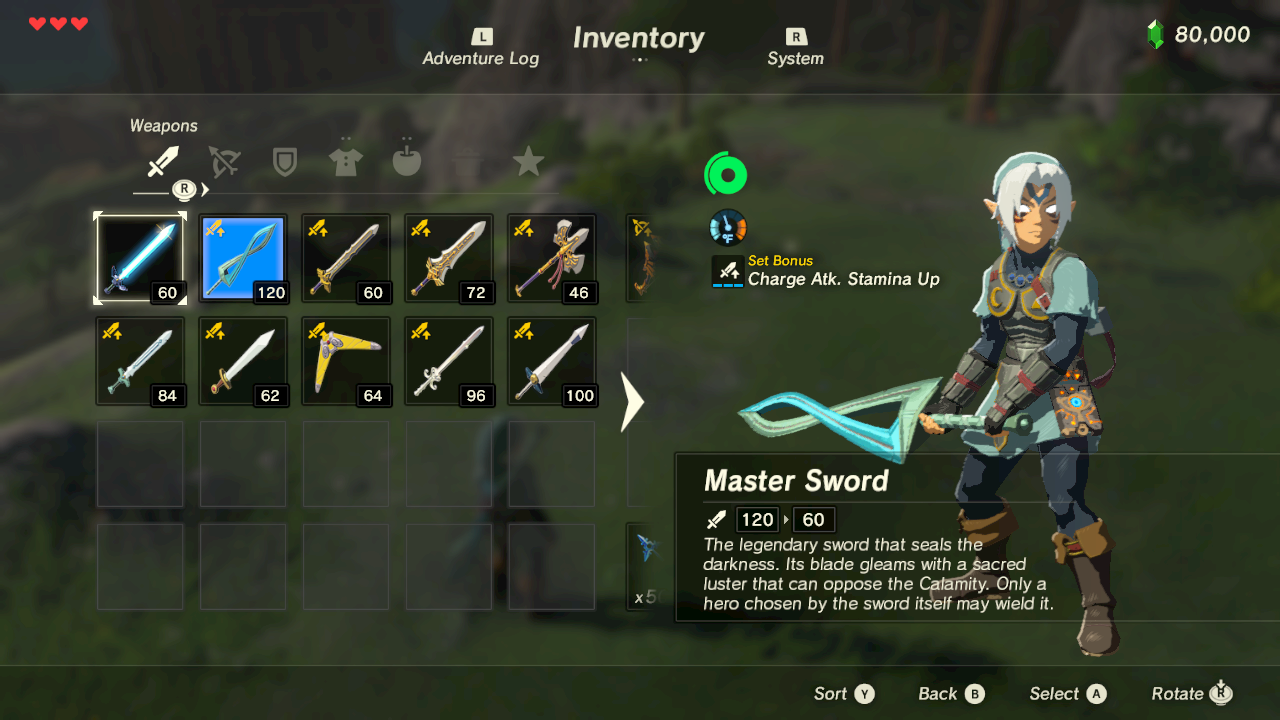 L
Inventory
R
80,000
Adventure Log
System
Weapons
R
°F
Set Bonus
Charge Atk. Stamina Up
60
120
60
72
46
84
62
64
96
100
Master Sword
120 60
The legendary sword that seals the
darkness. Its blade gleams with a sacred
luster that can oppose the Calamity. Only a
hero chosen by the sword itself may wield it.
Sort Y
Back B
Select A
Rotate R